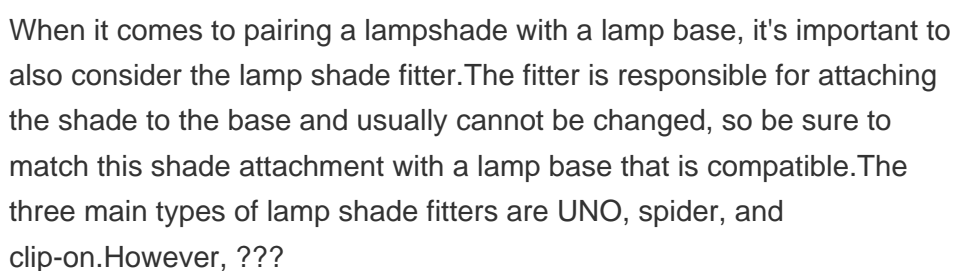 When it comes to pairing a lampshade with a lamp base, it's important to
also consider the lamp shade fitter.The fitter is responsible for attaching
the shade to the base and usually cannot be changed, so be sure to
match this shade attachment with a lamp base that is compatible.The
three main types of lamp shade fitters are UNO, spider, and
clip-on.However, ???